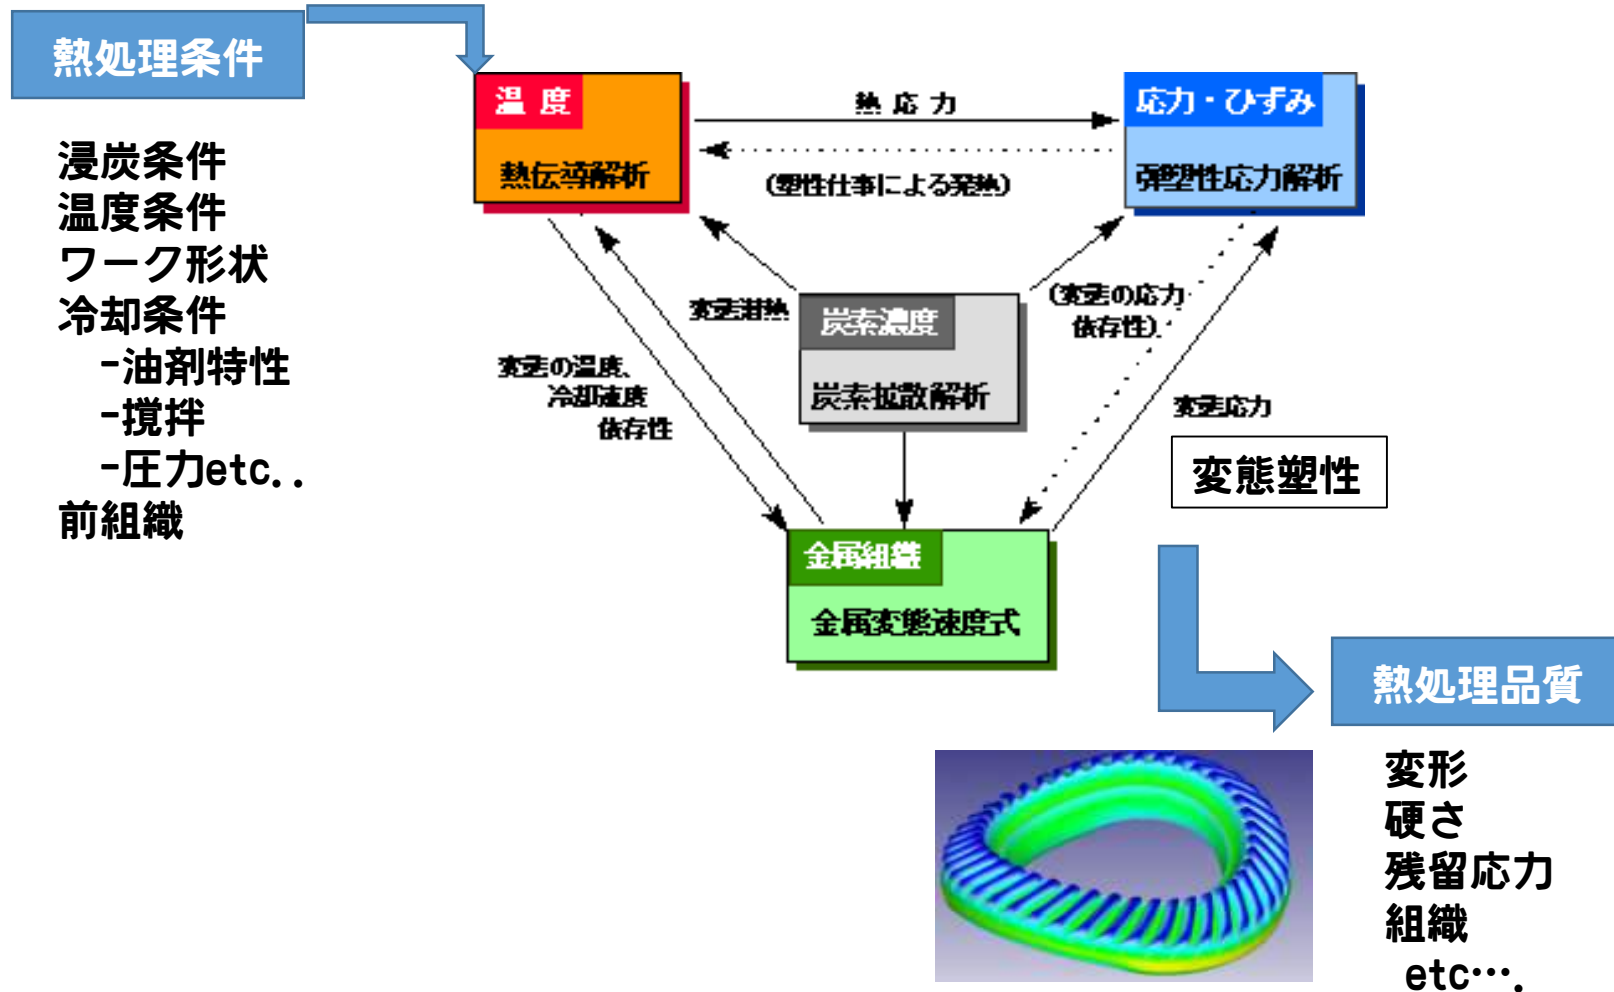 熱処理条件
浸炭条件
温度条件
ワーク形状
冷却条件
-油剤特性
-撹拌
-圧力etc..
前組織
温 度
熱伝導解析
熱 応 力
(塑性仕事による発熱)
応力・ひずみ
弾塑性応力解析
変態潜熱
炭素濃度
炭素拡散解析
(変態の応力
依存性)
変態の温度、
冷却速度
依存性
変態応力
変態塑性
金属組織
金属変態速度式
熱処理品質
変形
硬さ
残留応力
組織
etc….